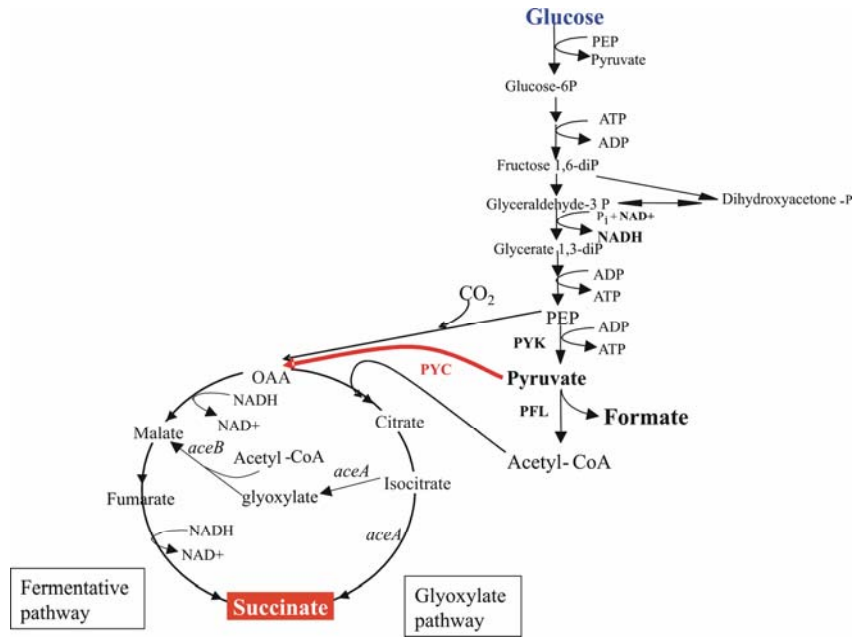 Glucose
PEP
Pyruvate
Glucose-6P
ATP
ADP
Fructose 1,6-diP
Glyceraldehyde-3 P
Dihydroxyacetone -P
Pi + NAD+
NADH
Glycerate 1,3-diP
ADP
ATP
CO2
PEP
ADP
PYK
ATP
PYC
Pyruvate
OAA
NADH
NAD+
Citrate
PFL
Formate
Malate
aceB
Acetyl -CoA
aceA
Acetyl- CoA
Isocitrate
Fumarate
glyoxylate
NADH
aceA
NAD+
Fermentative
pathway
Succinate
Glyoxylate
pathway